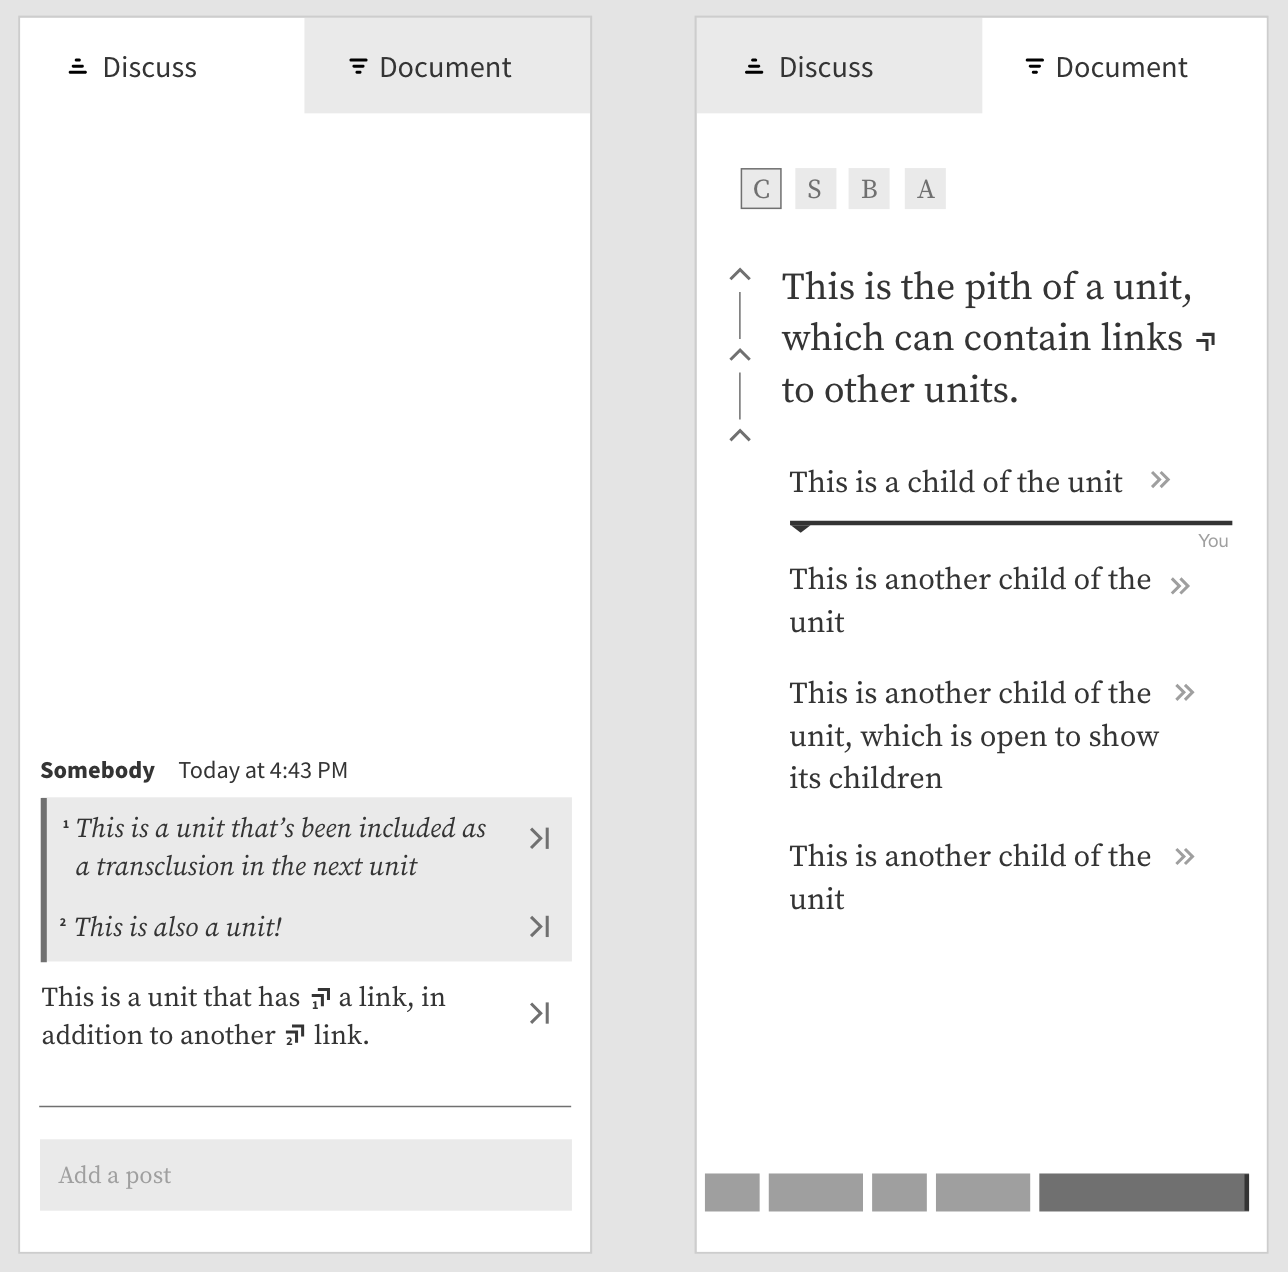 Discuss
Document
Somebody Today at 4:43 PM
1 This is a unit that’s been included as
a transclusion in the next unit
2 This is also a unit!
This is a unit that has 1 a link, in
addition to another 2 link.
Add a post
Discuss
Document
C S B A
This is the pith of a unit,
which can contain links
to other units.
This is a child of the unit
You
This is another child of the
unit
This is another child of the
unit, which is open to show
its children
This is another child of the
unit